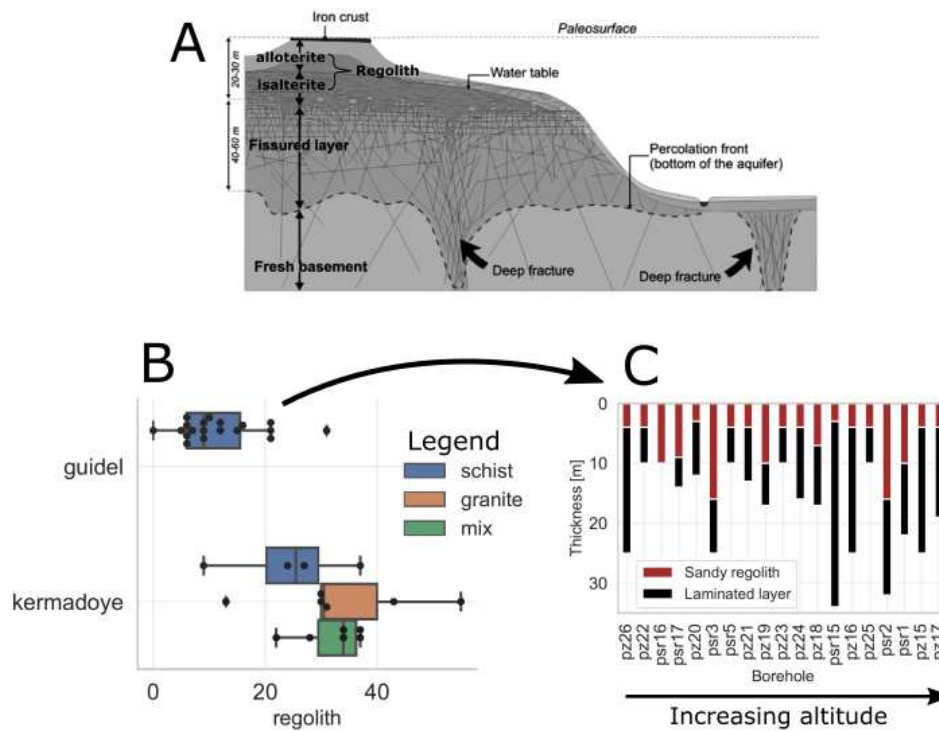 A
Iron crust
Paleosurface
20-30 m
alloterite
Regolith
isalterite
Water table
40-60 m
Fissured layer
Percolation front
(bottom of the aquifer)
Fresh basement
Deep fracture
Deep fracture
B
guidel
kermadoye
Legend
schist
granite
mix
0
20
40
regolith
C
0
10
20
30
Thickness [m]
Sandy regolith
Laminated layer
pz26
pz22
psr16
psr17
pz20
psr3
psr5
pz21
pz19
pz23
pz24
pz18
psr15
pz16
pz25
psr2
psr1
pz15
pz17
Borehole
Increasing altitude